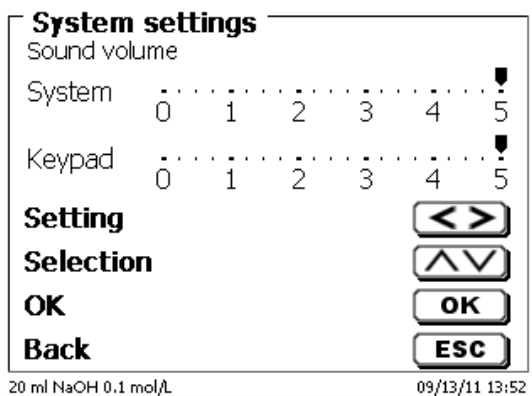 System settings
Sound volume
System
0 1 2 3 4 5
Keypad
0 1 2 3 4 5
Setting < >
Selection ∧ ∨
OK OK
Back ESC
20 ml NaOH 0.1 mol/L 09/13/11 13:52